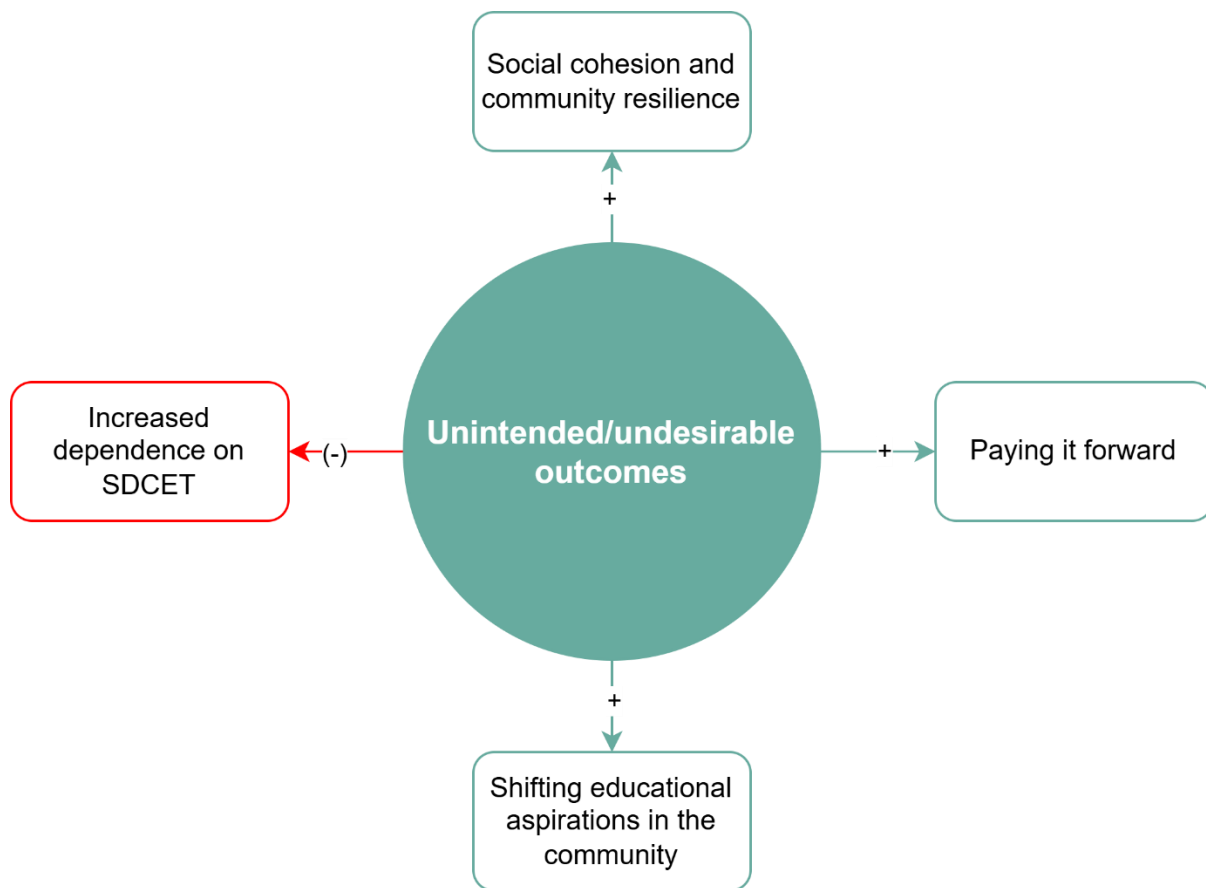 Social cohesion and
community resilience
+
Increased
dependence on
SDCET
(-)
Unintended/undesirable
outcomes
+
Paying it forward
+
Shifting educational
aspirations in the
community